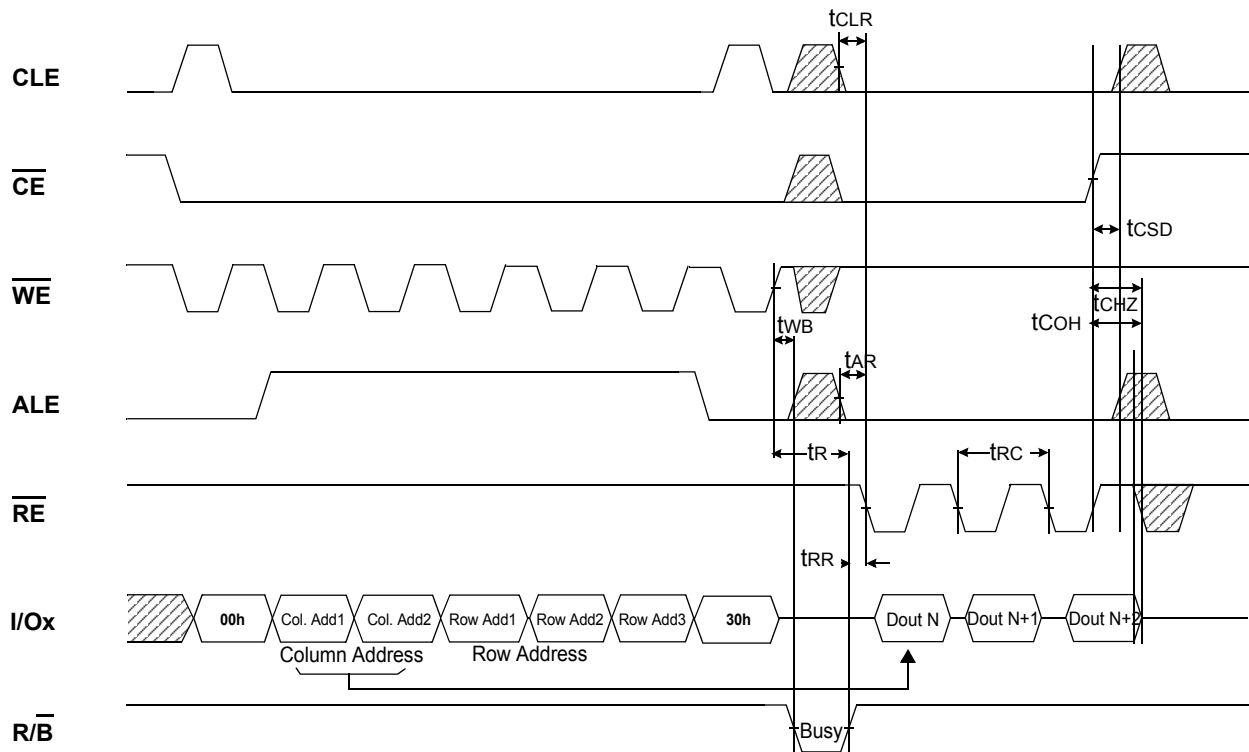 tCLR
CLE
CE
tCSD
WE
tCHZ
tCOH
tWB
tAR
ALE
tR
tRC
RE
tRR
I/Ox
00h
Col. Add1
Col. Add2
Row Add1
Row Add2
Row Add3
30h
Dout N
Dout N+1
Dout N+2
Column Address
Row Address
R/B
Busy